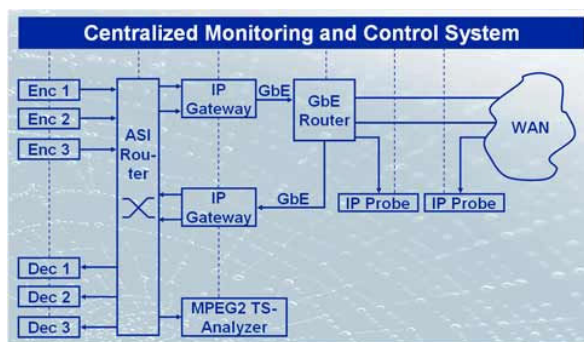 Centralized Monitoring and Control System
Enc 1
Enc 2
Enc 3
ASI
Rou-
ter
IP
Gateway
GbE
GbE
Router
WAN
IP
Gateway
GbE
IP Probe
IP Probe
Dec 1
Dec 2
Dec 3
MPEG2 TS-
Analyzer